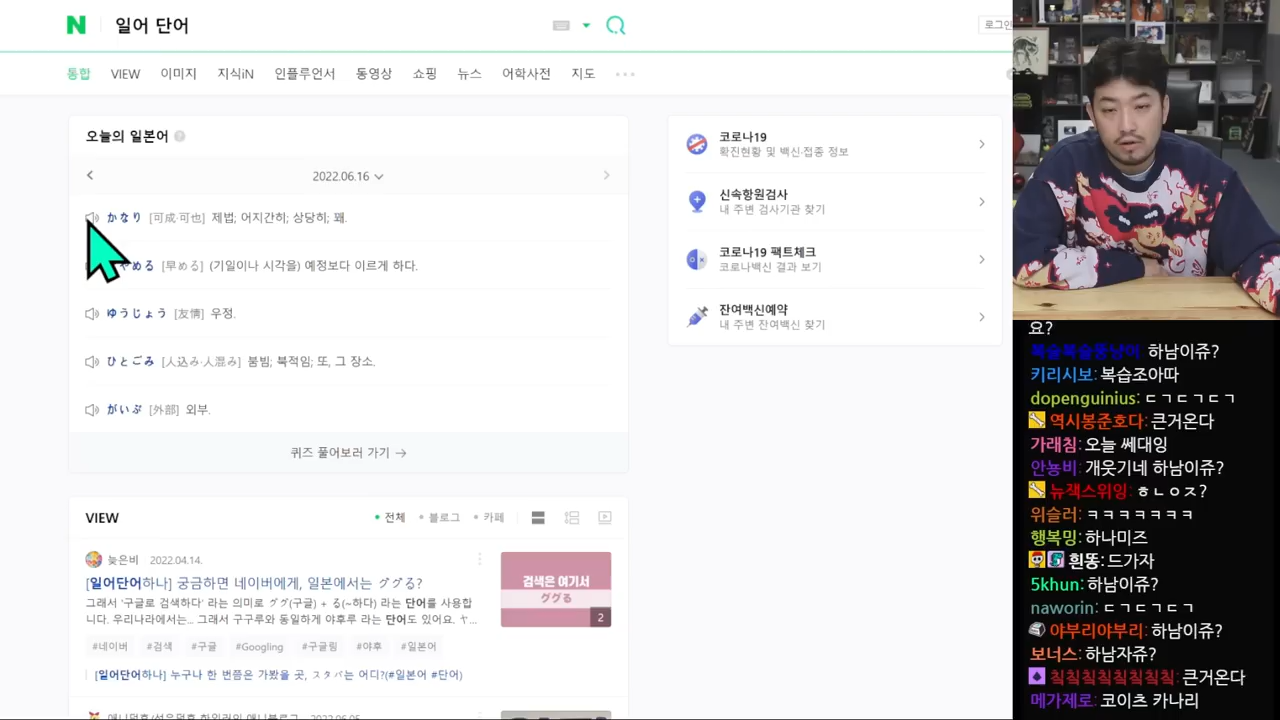 N 일어 단어
로그인
통합 VIEW 이미지 지식iN 인플루언서 동영상 쇼핑 뉴스 어학사전 지도
오늘의 일본어
2022.06.16
かなり [可成·可也] 제법; 어지간히; 상당히; 꽤.
やめる [早める] (기일이나 시각을) 예정보다 이르게 하다.
ゆうじょう [友情] 우정.
ひとごみ [人込み·人混み] 붐빔; 북적임; 또, 그 장소.
がいぶ [外部] 외부.
퀴즈 풀어보러 가기 →
코로나19
확진현황 및 백신·접종 정보
신속항원검사
내 주변 검사기관 찾기
코로나19 팩트체크
코로나백신 결과 보기
잔여백신예약
내 주변 잔여백신 찾기
VIEW
전체 블로그 카페
늦은비 2022.04.14.
[일어단어하나] 궁금하면 네이버에게, 일본에서는 ググる?
그래서 '구글로 검색하다' 라는 의미로 ググ(구글) + る(~하다) 라는 단어를 사용합
니다. 우리나라에서는... 그래서 구구루와 동일하게 야후루 라는 단어도 있어요. ヤ...
검색은 여기서
ググる
2
#네이버 #검색 #구글 #Googling #구글링 #야후 #일본어
[일어단어하나] 누구나 한 번쯤은 가봤을 곳, スタバ는 어디?(#일본어 #단어)
2022.06.05.
요?
복슬복슬풍냥이: 하남이쥬?
키리시보: 복습조아따
dopenguinius: ㄷㄱㄷㄱㄷㄱ
역시봉준호다: 큰거온다
가래침: 오늘 쎄대잉
안뇽비: 개웃기네 하남이쥬?
뉴잭스위잉: ㅎㄴㅇㅈ?
위슬러: ㅋㅋㅋㅋㅋㅋㅋ
행복밍: 하나미즈
흰똥: 드가자
5khun: 하남이쥬?
naworin: ㄷㄱㄷㄱㄷㄱ
야부리야부리: 하남이쥬?
보너스: 하남자쥬?
칙칙칙칙칙칙칙칙: 큰거온다
메가제로: 코이츠 카나리